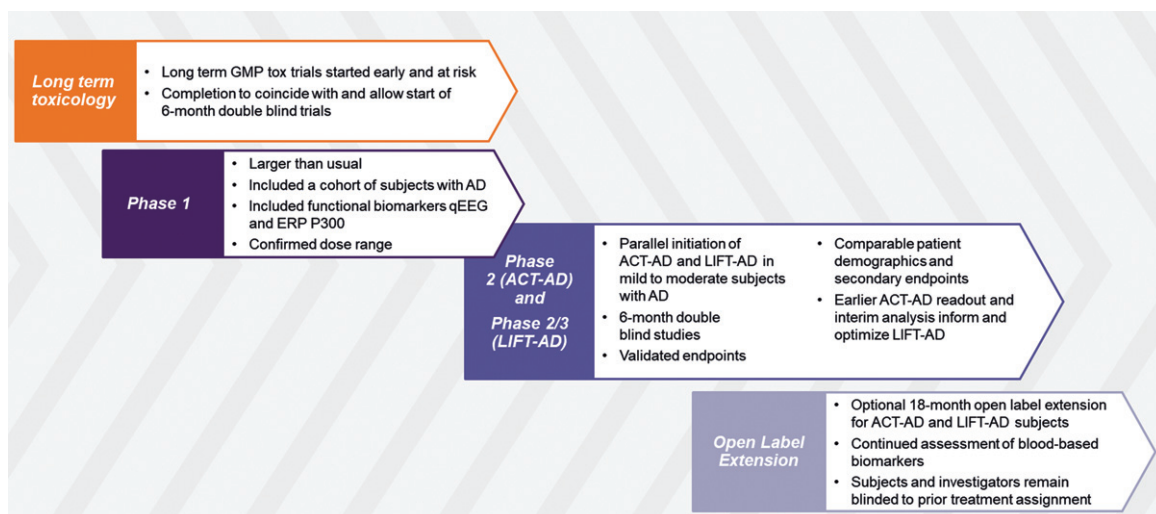 Long term
toxicology
• Long term GMP tox trials started early and at risk
• Completion to coincide with and allow start of
6-month double blind trials
Phase 1
• Larger than usual
• Included a cohort of subjects with AD
• Included functional biomarkers qEEG
and ERP P300
• Confirmed dose range
Phase
2 (ACT-AD)
and
Phase 2/3
(LIFT-AD)
• Parallel initiation of
ACT-AD and LIFT-AD in
mild to moderate subjects
with AD
• 6-month double
blind studies
• Validated endpoints
• Comparable patient
demographics and
secondary endpoints
• Earlier ACT-AD readout and
interim analysis inform and
optimize LIFT-AD
Open Label
Extension
• Optional 18-month open label extension
for ACT-AD and LIFT-AD subjects
• Continued assessment of blood-based
biomarkers
• Subjects and investigators remain
blinded to prior treatment assignment